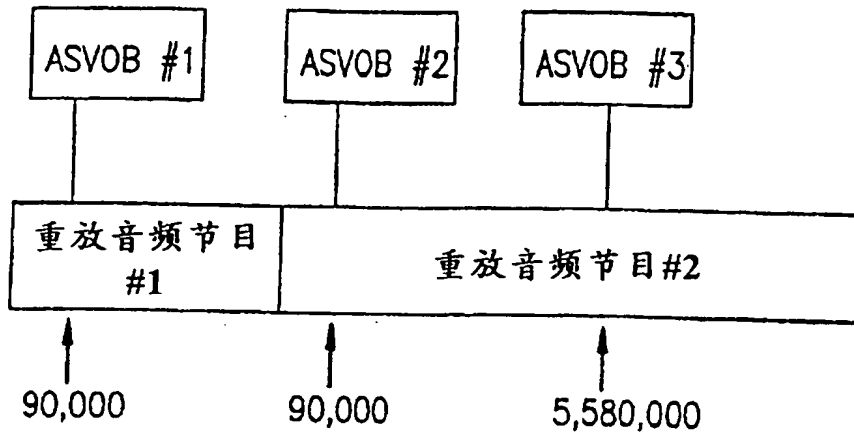 ASVOB #1
ASVOB #2
ASVOB #3
重放音频节目
#1
重放音频节目#2
90,000
90,000
5,580,000